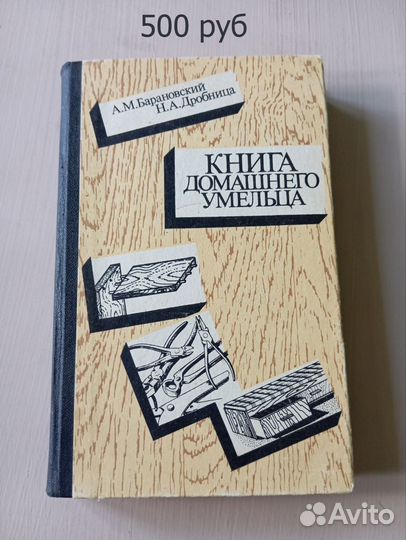 500 руб
А.М.Барановский
Н.А.Дробница
КНИГА
ДОМАШНЕГО
УМЕЛЬЦА
Avito